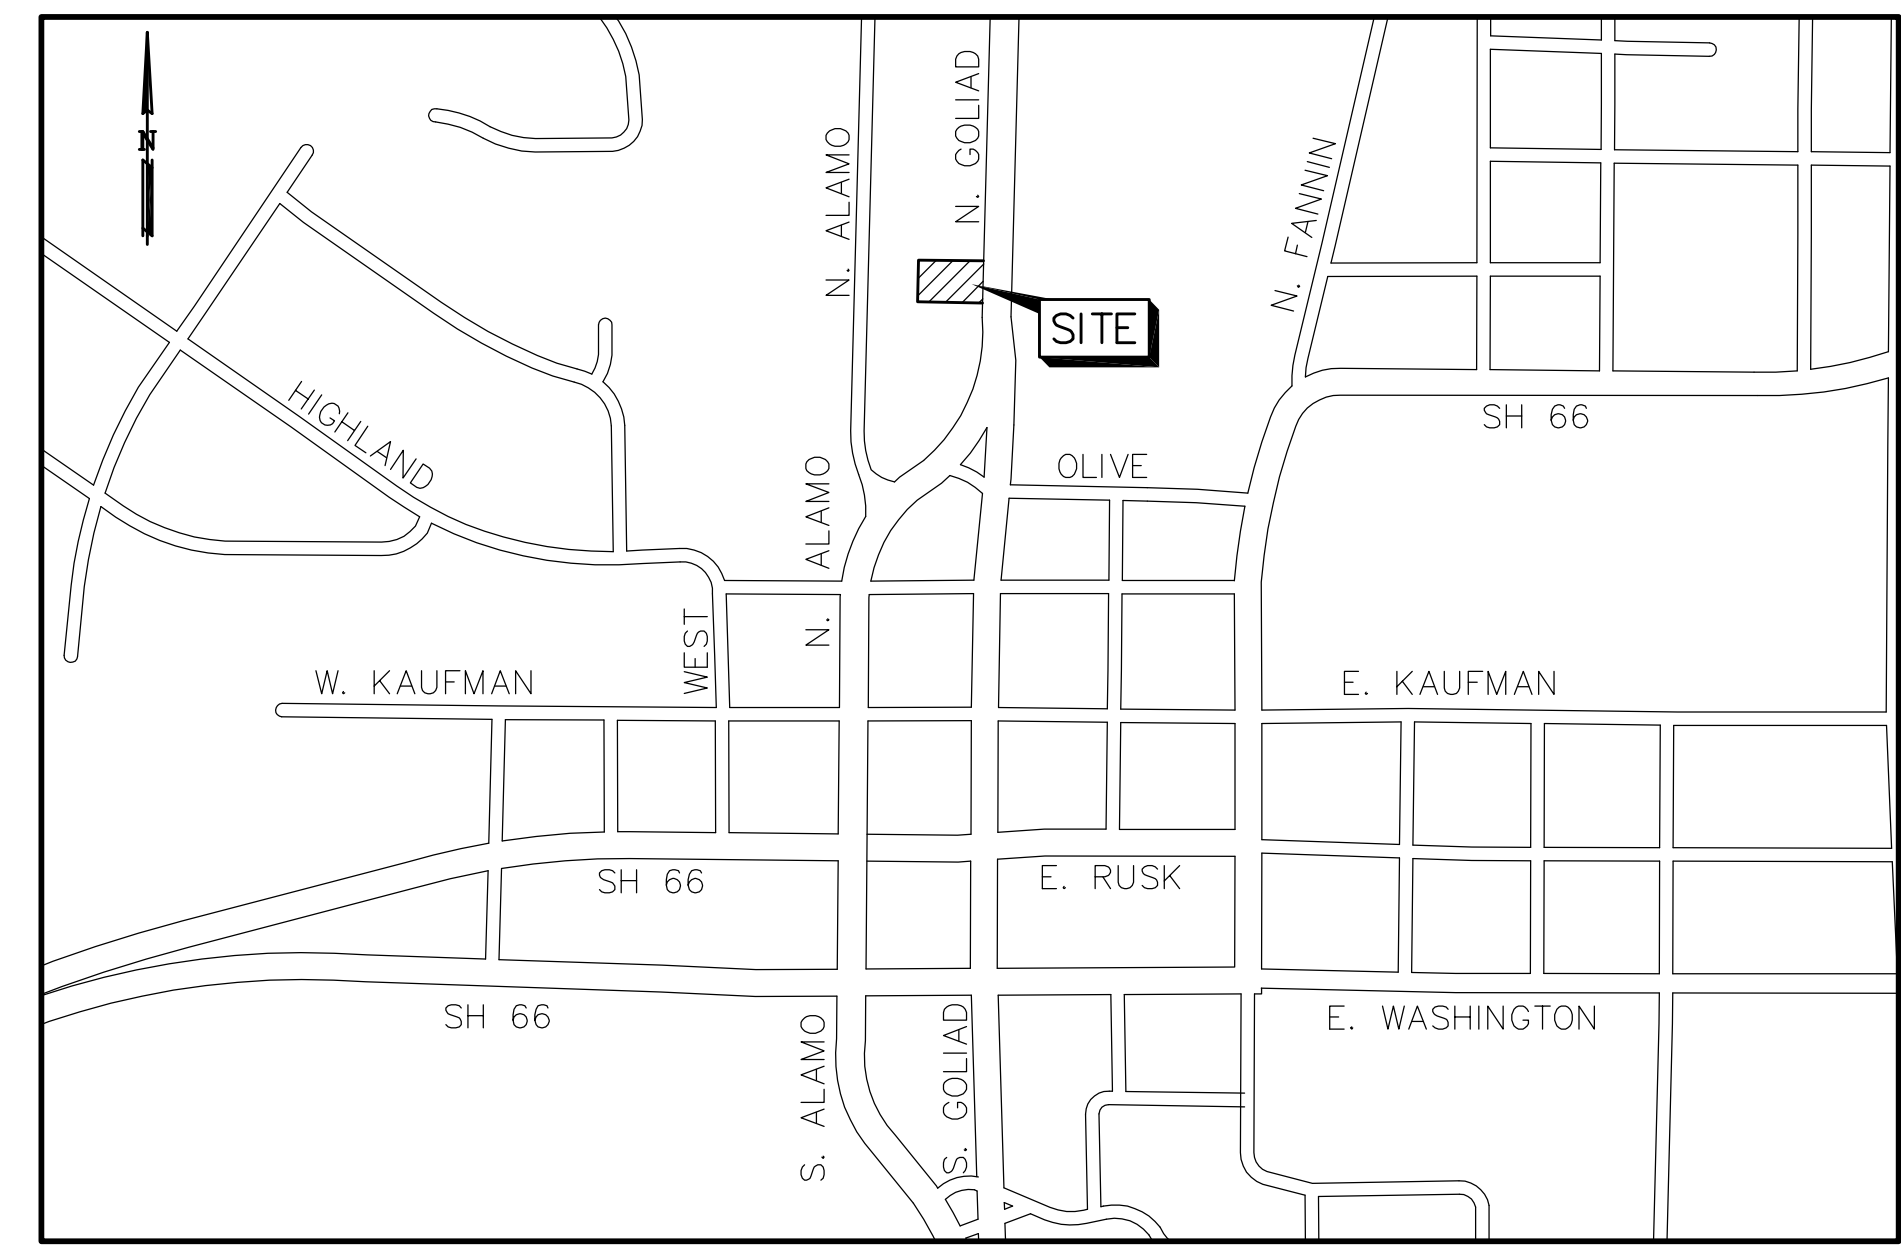 N
N. GOLIAD
N. ALAMO
N. FANNIN
SITE
HIGHLAND
SH 66
OLIVE
N. ALAMO
WEST
W. KAUFMAN
E. KAUFMAN
SH 66
E. RUSK
SH 66
E. WASHINGTON
S. ALAMO
S. GOLIAD